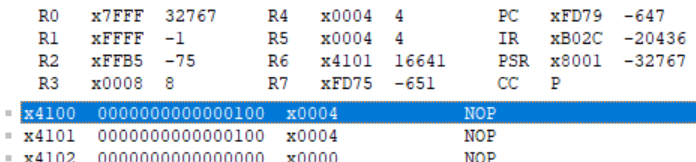 R0 x7FFF 32767 R4 x0004 4 PC xFD79 -647
R1 xFFFF -1 R5 x0004 4 IR xB02C -20436
R2 xFFB5 -75 R6 x4101 16641 PSR x8001 -32767
R3 x0008 8 R7 xFD75 -651 CC P
x4100 0000000000000100 x0004 NOP
x4101 0000000000000100 x0004 NOP
x4102 0000000000000000 x0000 NOP